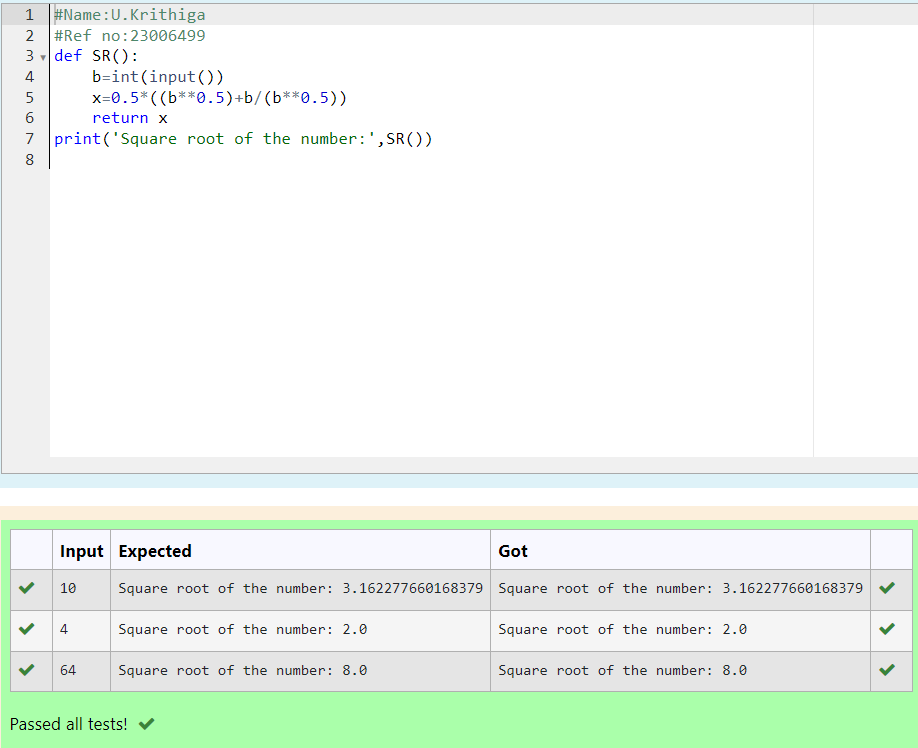 1 #Name:U.Krithiga
2 #Ref no:23006499
3 def SR():
4     b=int(input())
5     x=0.5*((b**0.5)+b/(b**0.5))
6     return x
7 print('Square root of the number:',SR())
8
Input Expected Got
10 Square root of the number: 3.162277660168379 Square root of the number: 3.162277660168379
4 Square root of the number: 2.0 Square root of the number: 2.0
64 Square root of the number: 8.0 Square root of the number: 8.0
Passed all tests!